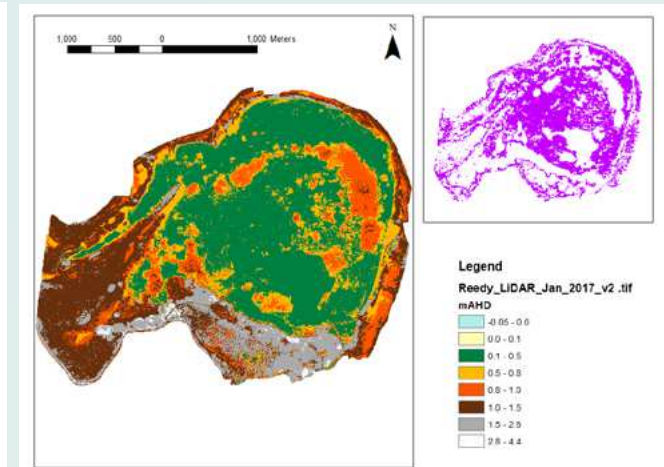 1,000 500 0 1,000 Meters
N
Legend
Reedy_LiDAR_Jan_2017_v2 .tif
mAHD
-0.05 - 0.0
0.0 - 0.1
0.1 - 0.5
0.5 - 0.8
0.8 - 1.0
1.0 - 1.5
1.5 - 2.8
2.8 - 4.4